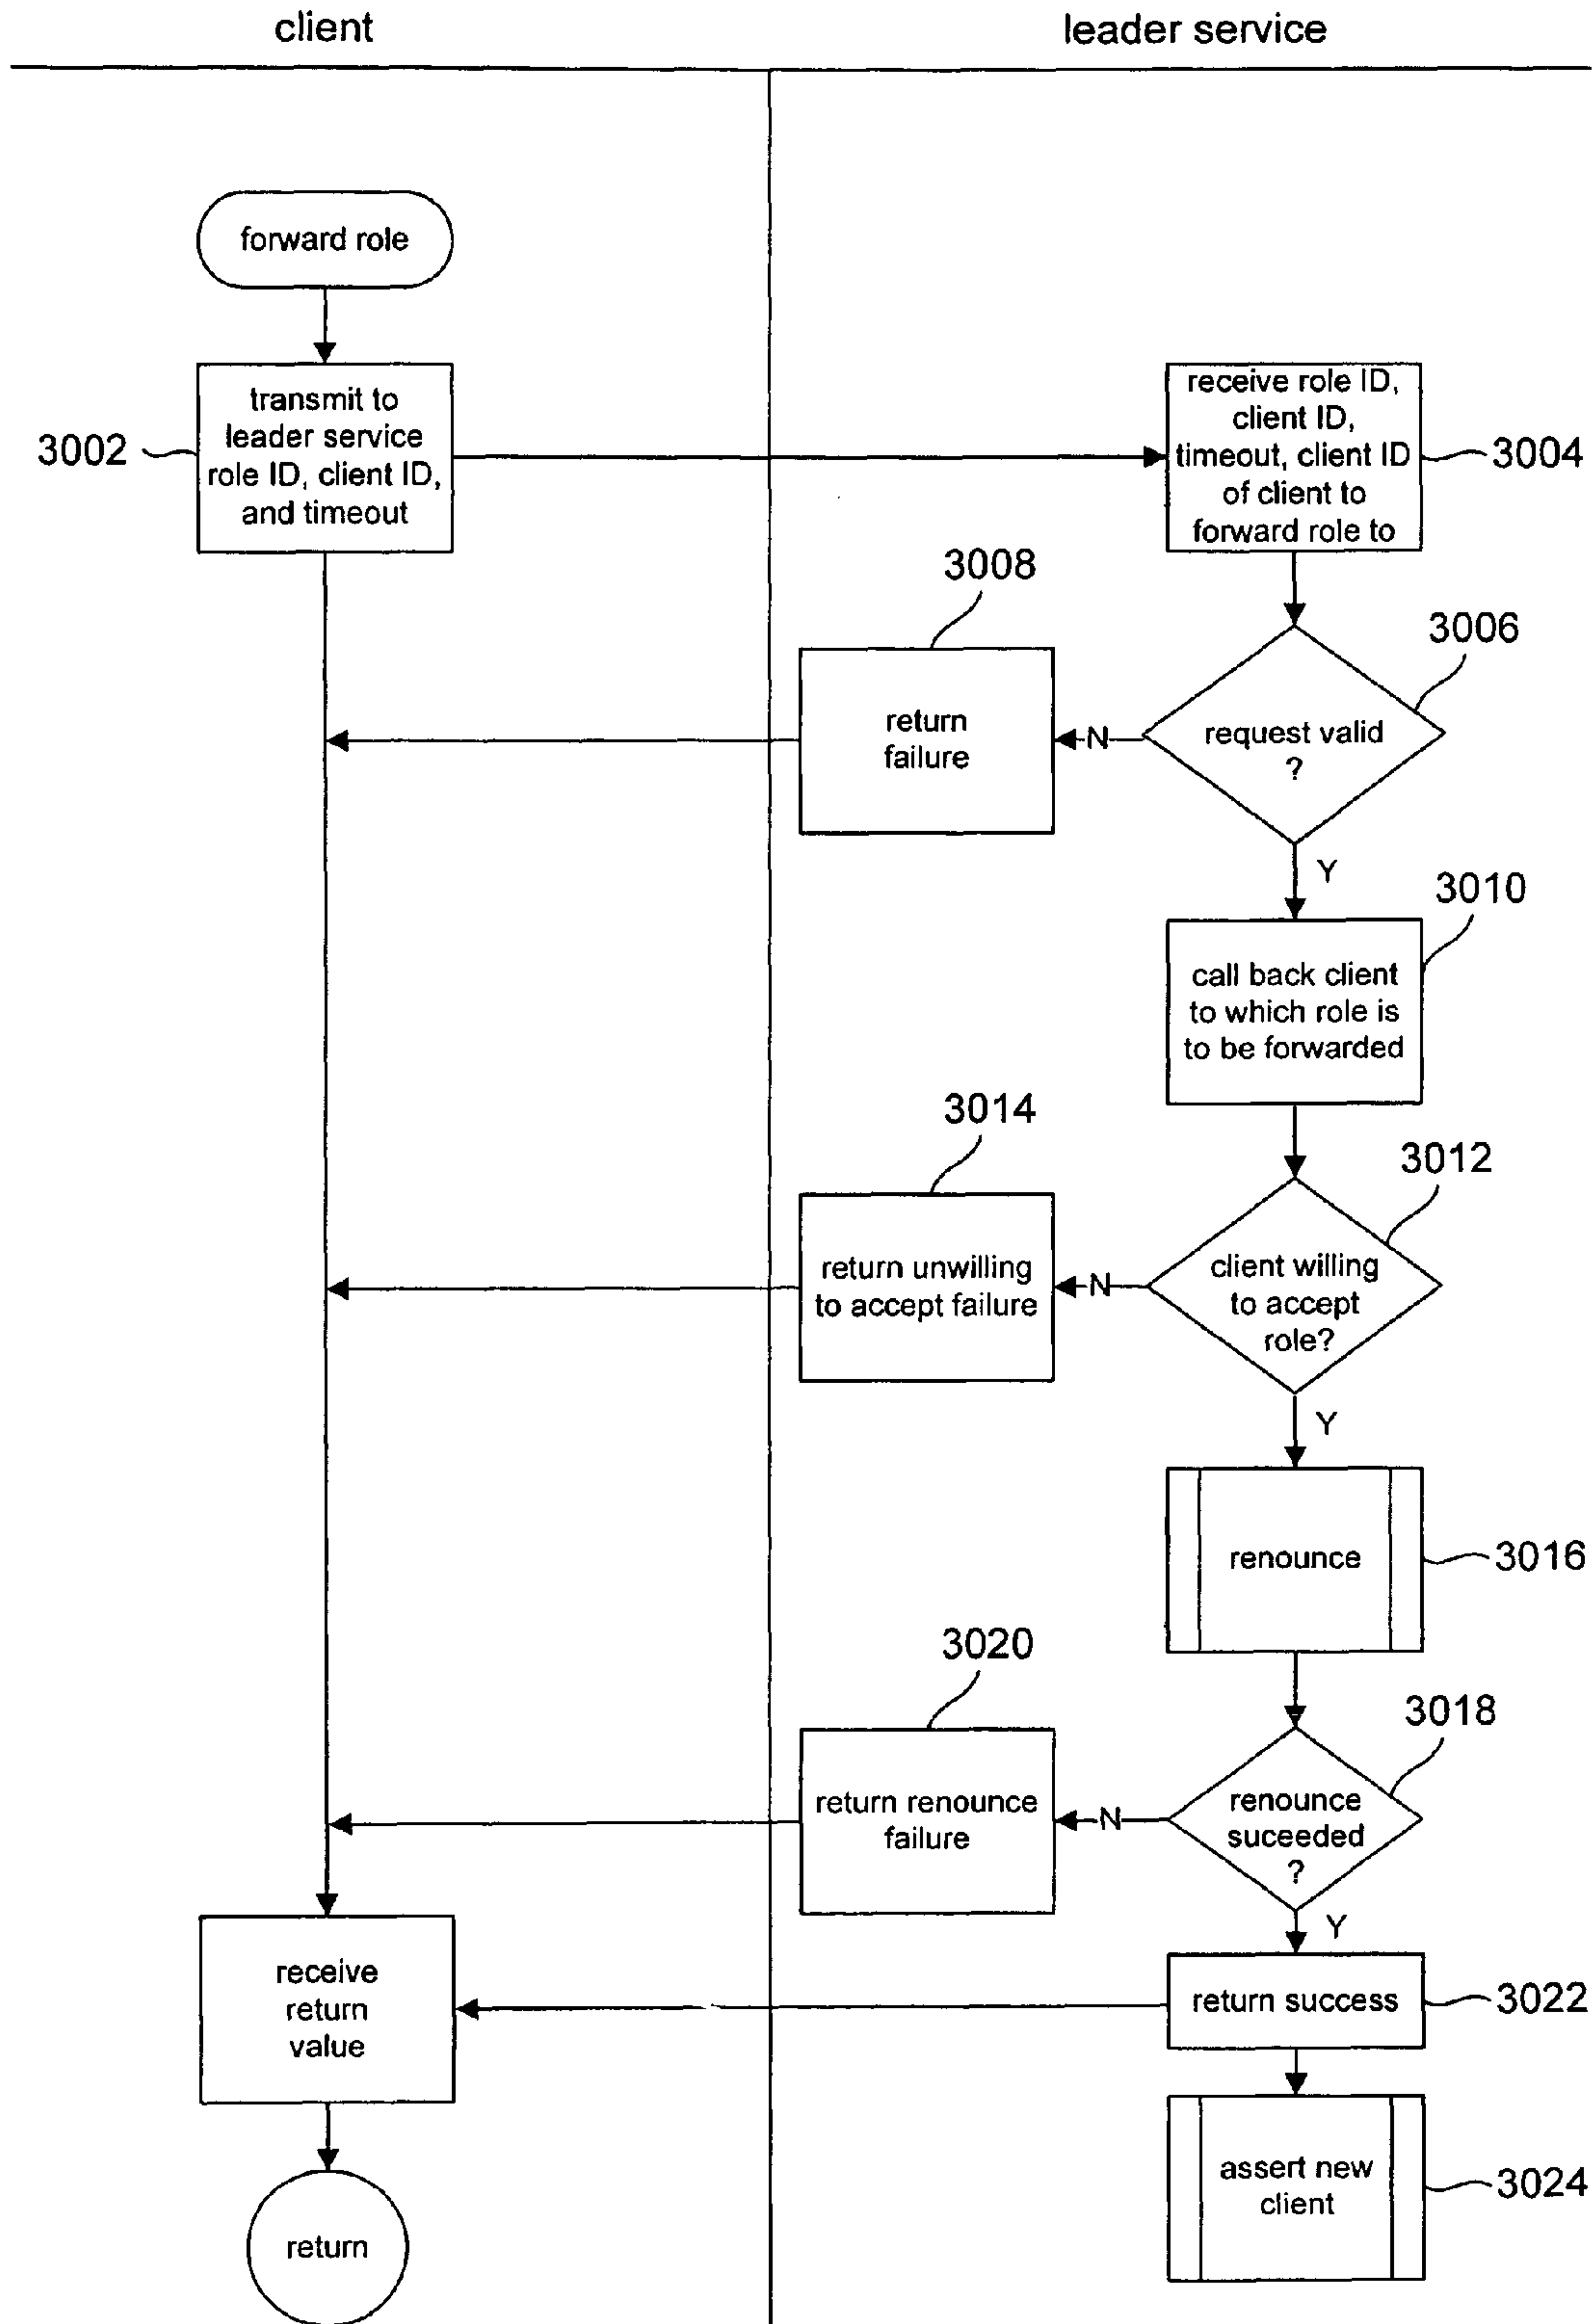 client
leader service
forward role
transmit to
leader service
role ID, client ID,
and timeout
3002
receive role ID,
client ID,
timeout, client ID
of client to
forward role to
3004
3008
return
failure
N
3006
request valid
?
Y
3010
call back client
to which role is
to be forwarded
3014
return unwilling
to accept failure
N
3012
client willing
to accept
role?
Y
renounce
3016
3020
return renounce
failure
N
3018
renounce
suceeded
?
Y
receive
return
value
return success
3022
assert new
client
3024
return